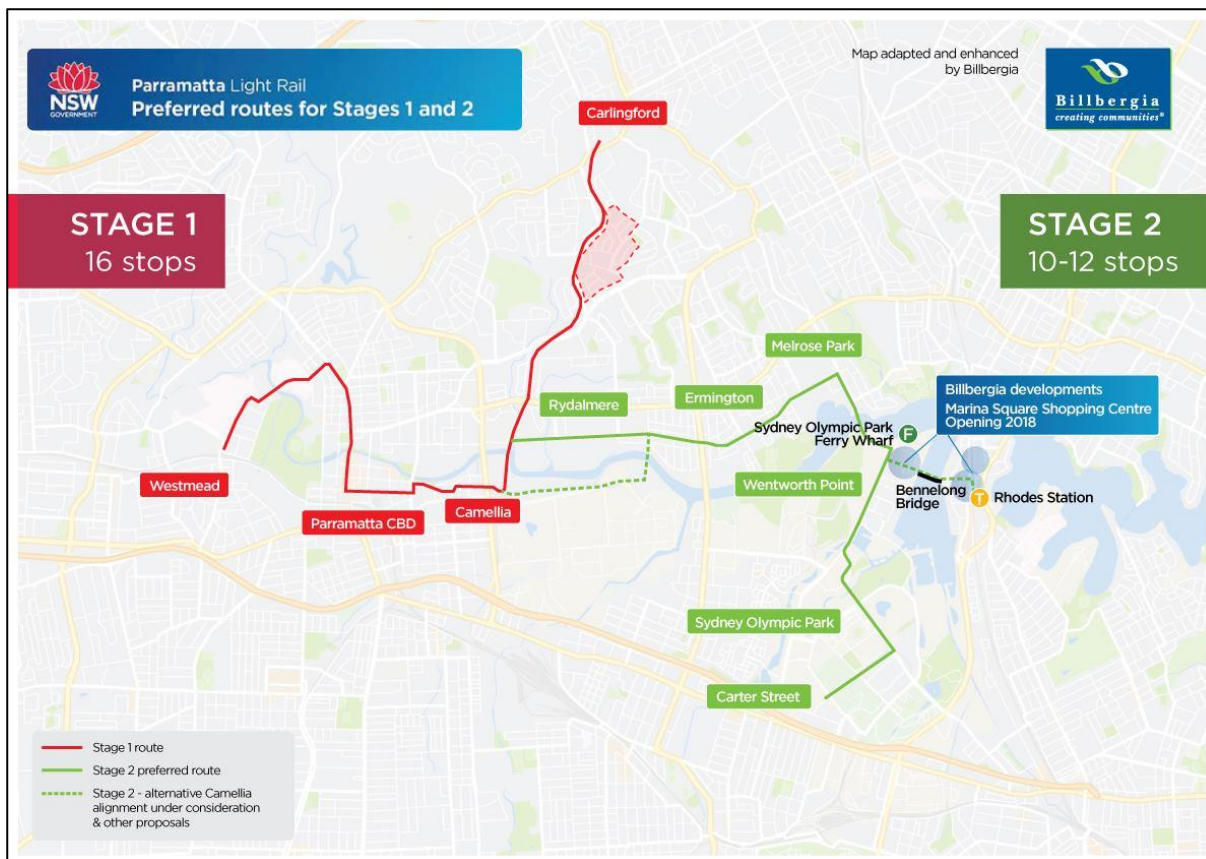 NSW
GOVERNMENT
Parramatta Light Rail
Preferred routes for Stages 1 and 2
Map adapted and enhanced
by Billbergia
Billbergia
creating communities®
Carlingford
STAGE 1
16 stops
STAGE 2
10-12 stops
Melrose Park
Billbergia developments
Marina Square Shopping Centre
Opening 2018
Rydalmere
Ermington
Sydney Olympic Park
Ferry Wharf
F
Westmead
Wentworth Point
Bennelong
Bridge
T
Rhodes Station
Parramatta CBD
Camellia
Sydney Olympic Park
Carter Street
Stage 1 route
Stage 2 preferred route
Stage 2 - alternative Camellia
alignment under consideration
& other proposals